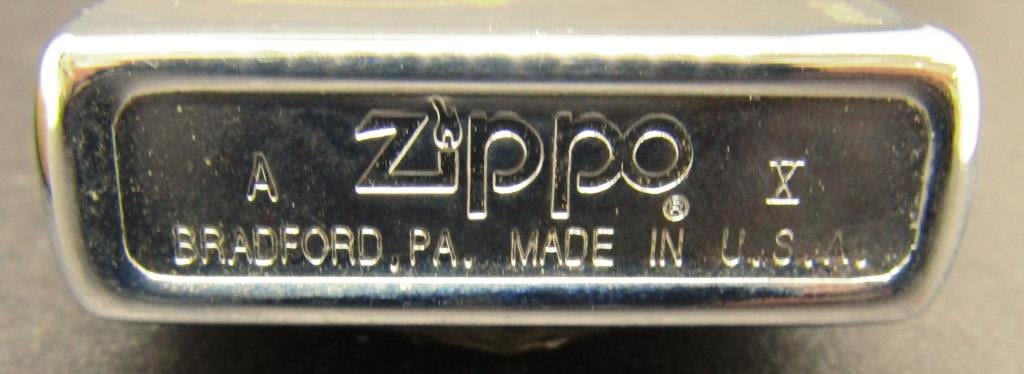 A Zippo® X
BRADFORD, PA. MADE IN U.S.A.